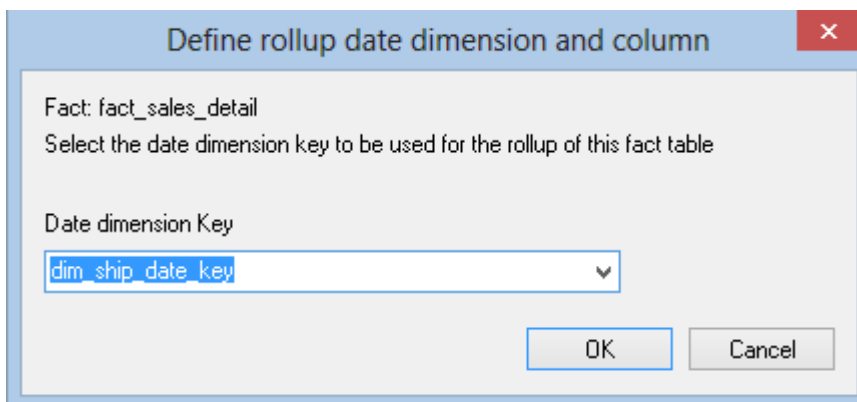 Define rollup date dimension and column
Fact: fact_sales_detail
Select the date dimension key to be used for the rollup of this fact table
Date dimension Key
dim_ship_date_key
OK
Cancel